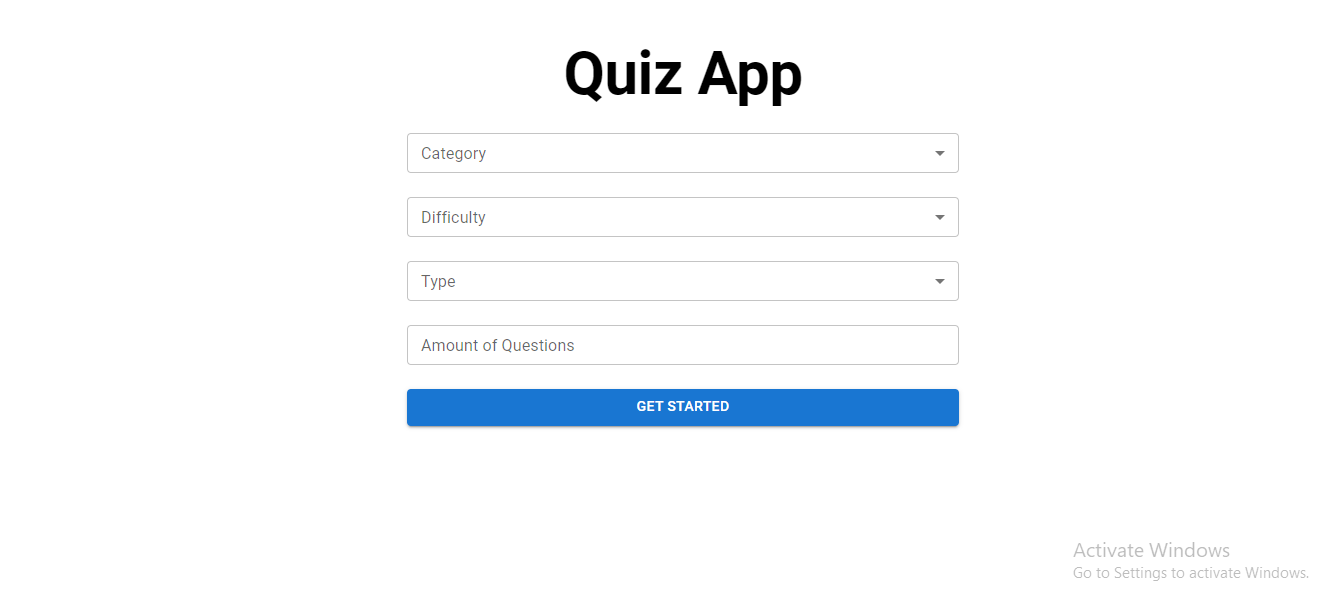 Quiz App
Category
Difficulty
Type
Amount of Questions
GET STARTED
Activate Windows
Go to Settings to activate Windows.